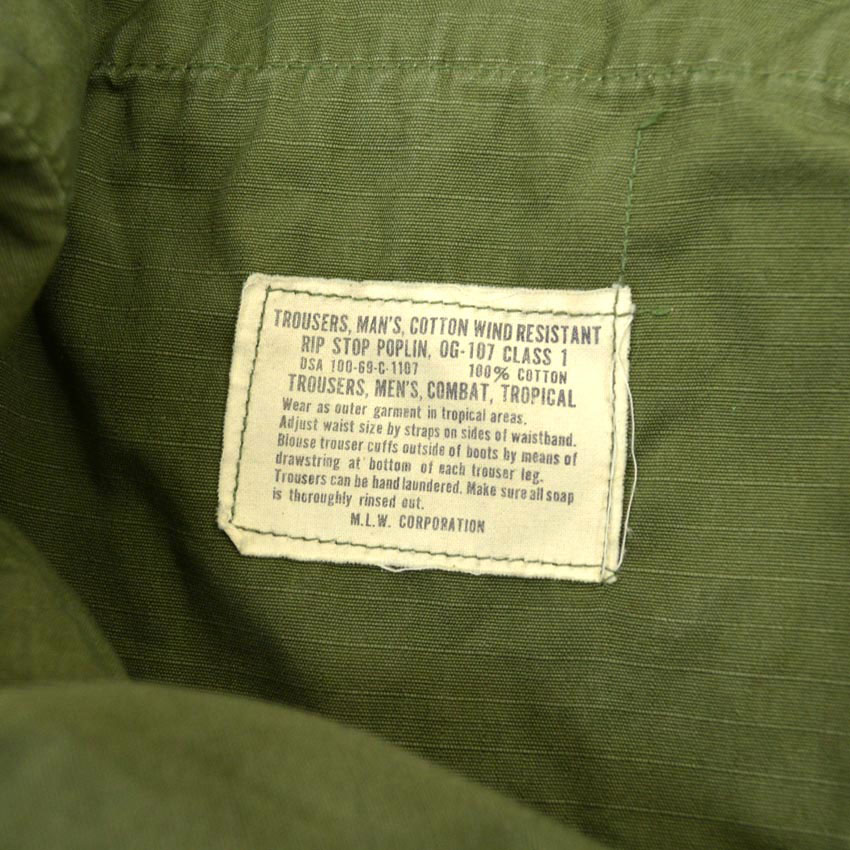 TROUSERS, MAN'S, COTTON WIND RESISTANT
RIP STOP POPLIN, OG-107 CLASS 1
DSA 100-69-C-1107 100% COTTON
TROUSERS, MEN'S, COMBAT, TROPICAL
Wear as outer garment in tropical areas.
Adjust waist size by straps on sides of waistband.
Blouse trouser cuffs outside of boots by means of
drawstring at bottom of each trouser leg.
Trousers can be hand laundered. Make sure all soap
is thoroughly rinsed out.
M.L.W. CORPORATION